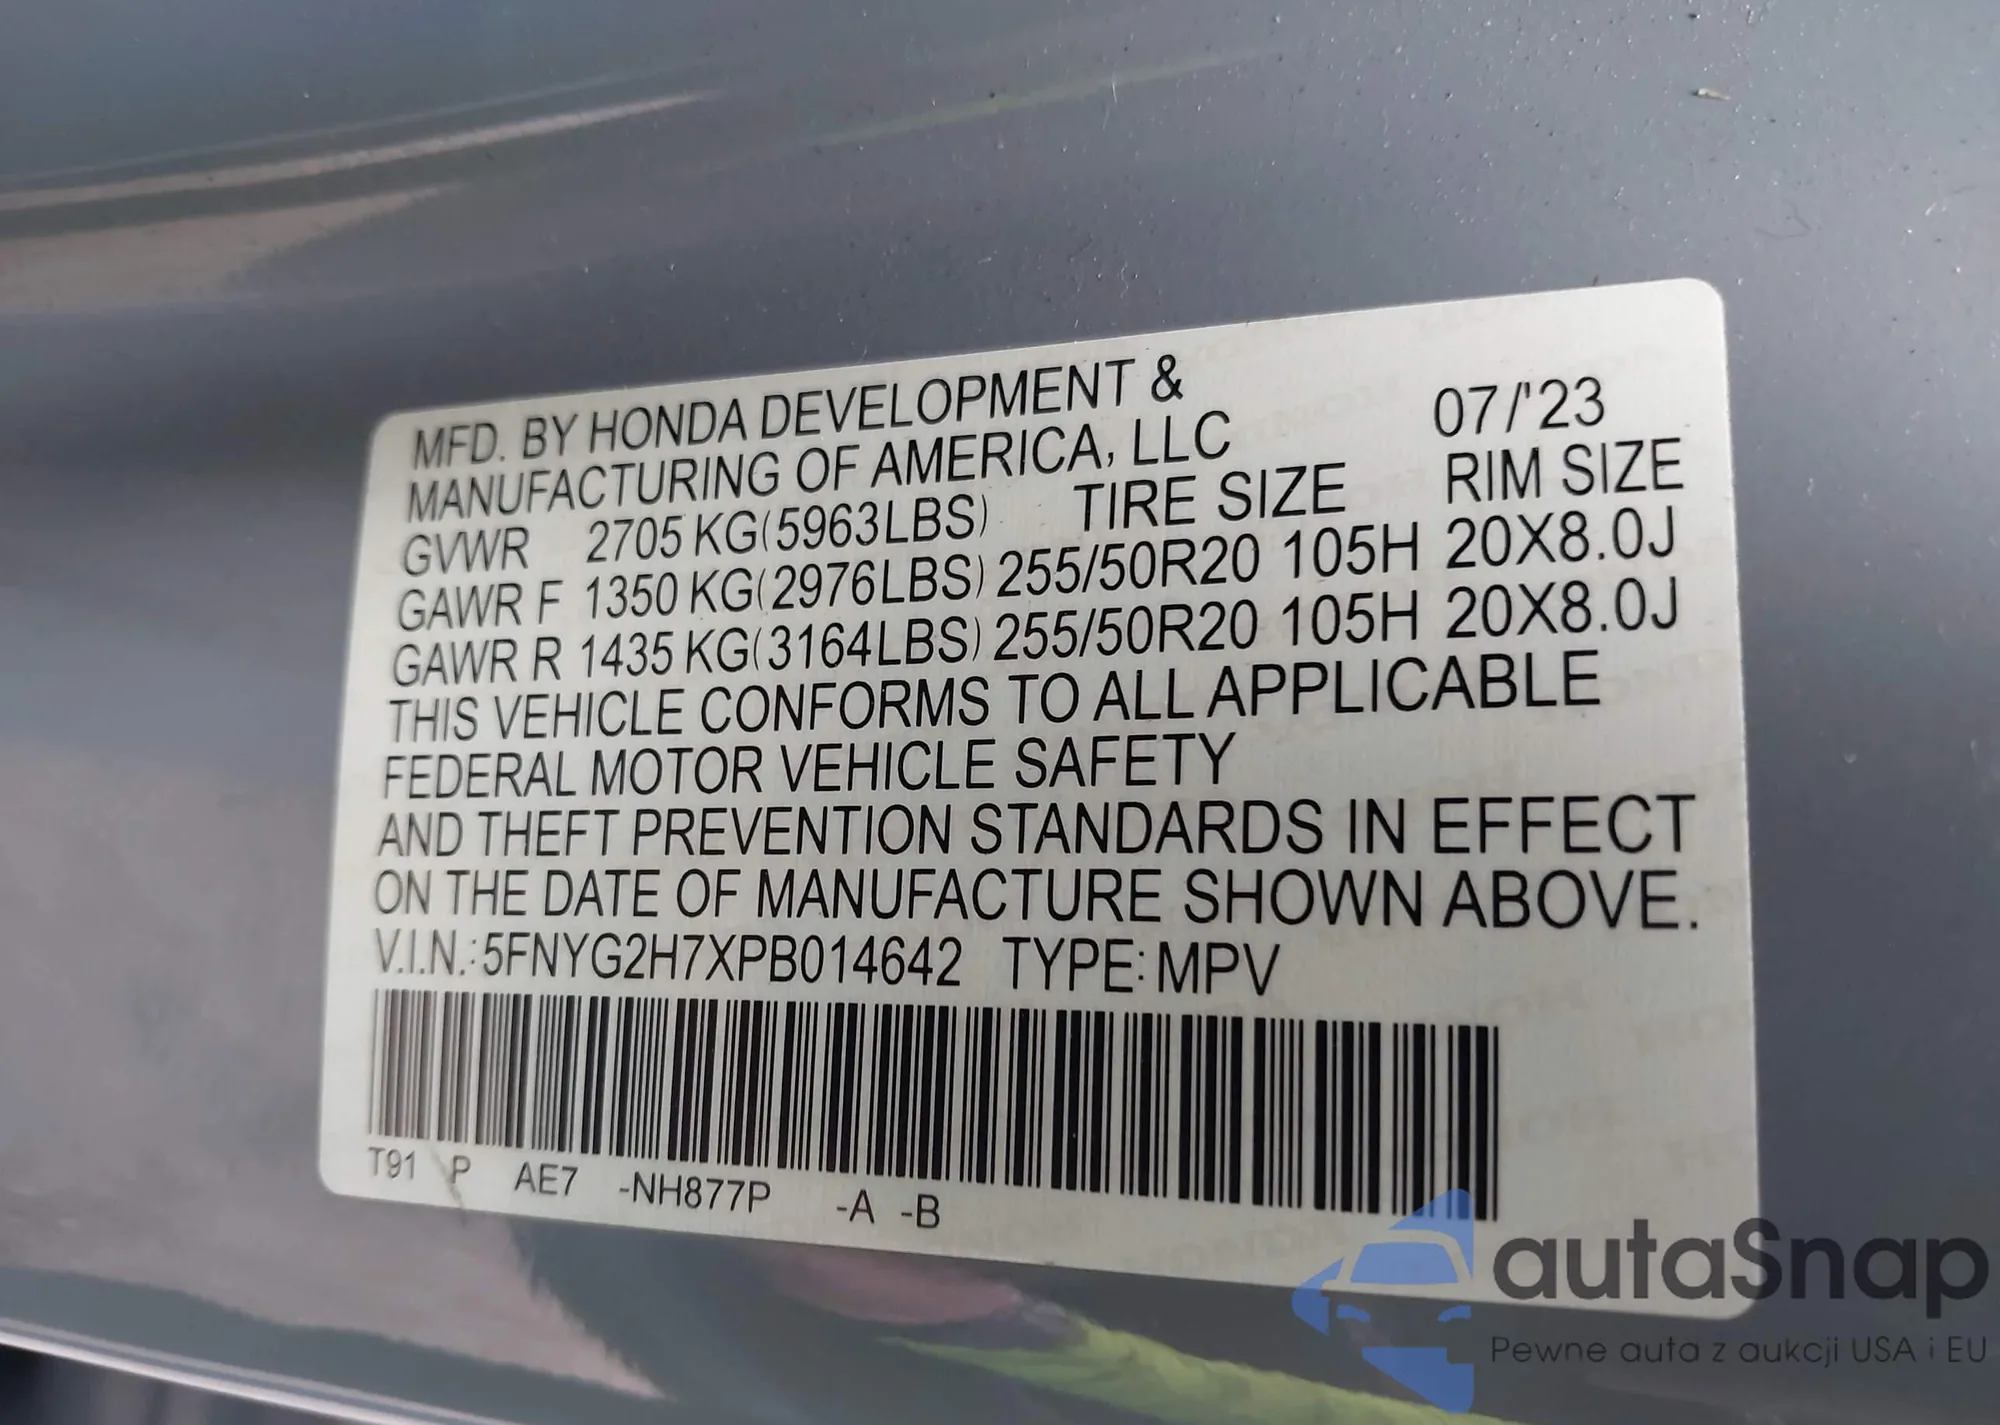 MFD. BY HONDA DEVELOPMENT &
MANUFACTURING OF AMERICA, LLC 07/'23
GVWR 2705 KG(5963LBS) TIRE SIZE RIM SIZE
GAWR F 1350 KG(2976LBS) 255/50R20 105H 20X8.0J
GAWR R 1435 KG(3164LBS) 255/50R20 105H 20X8.0J
THIS VEHICLE CONFORMS TO ALL APPLICABLE
FEDERAL MOTOR VEHICLE SAFETY
AND THEFT PREVENTION STANDARDS IN EFFECT
ON THE DATE OF MANUFACTURE SHOWN ABOVE.
V.I.N.:5FNYG2H7XPB014642 TYPE:MPV
T91 P AE7 -NH877P -A -B
autaSnap
Pewne auta z aukcji USA i EU